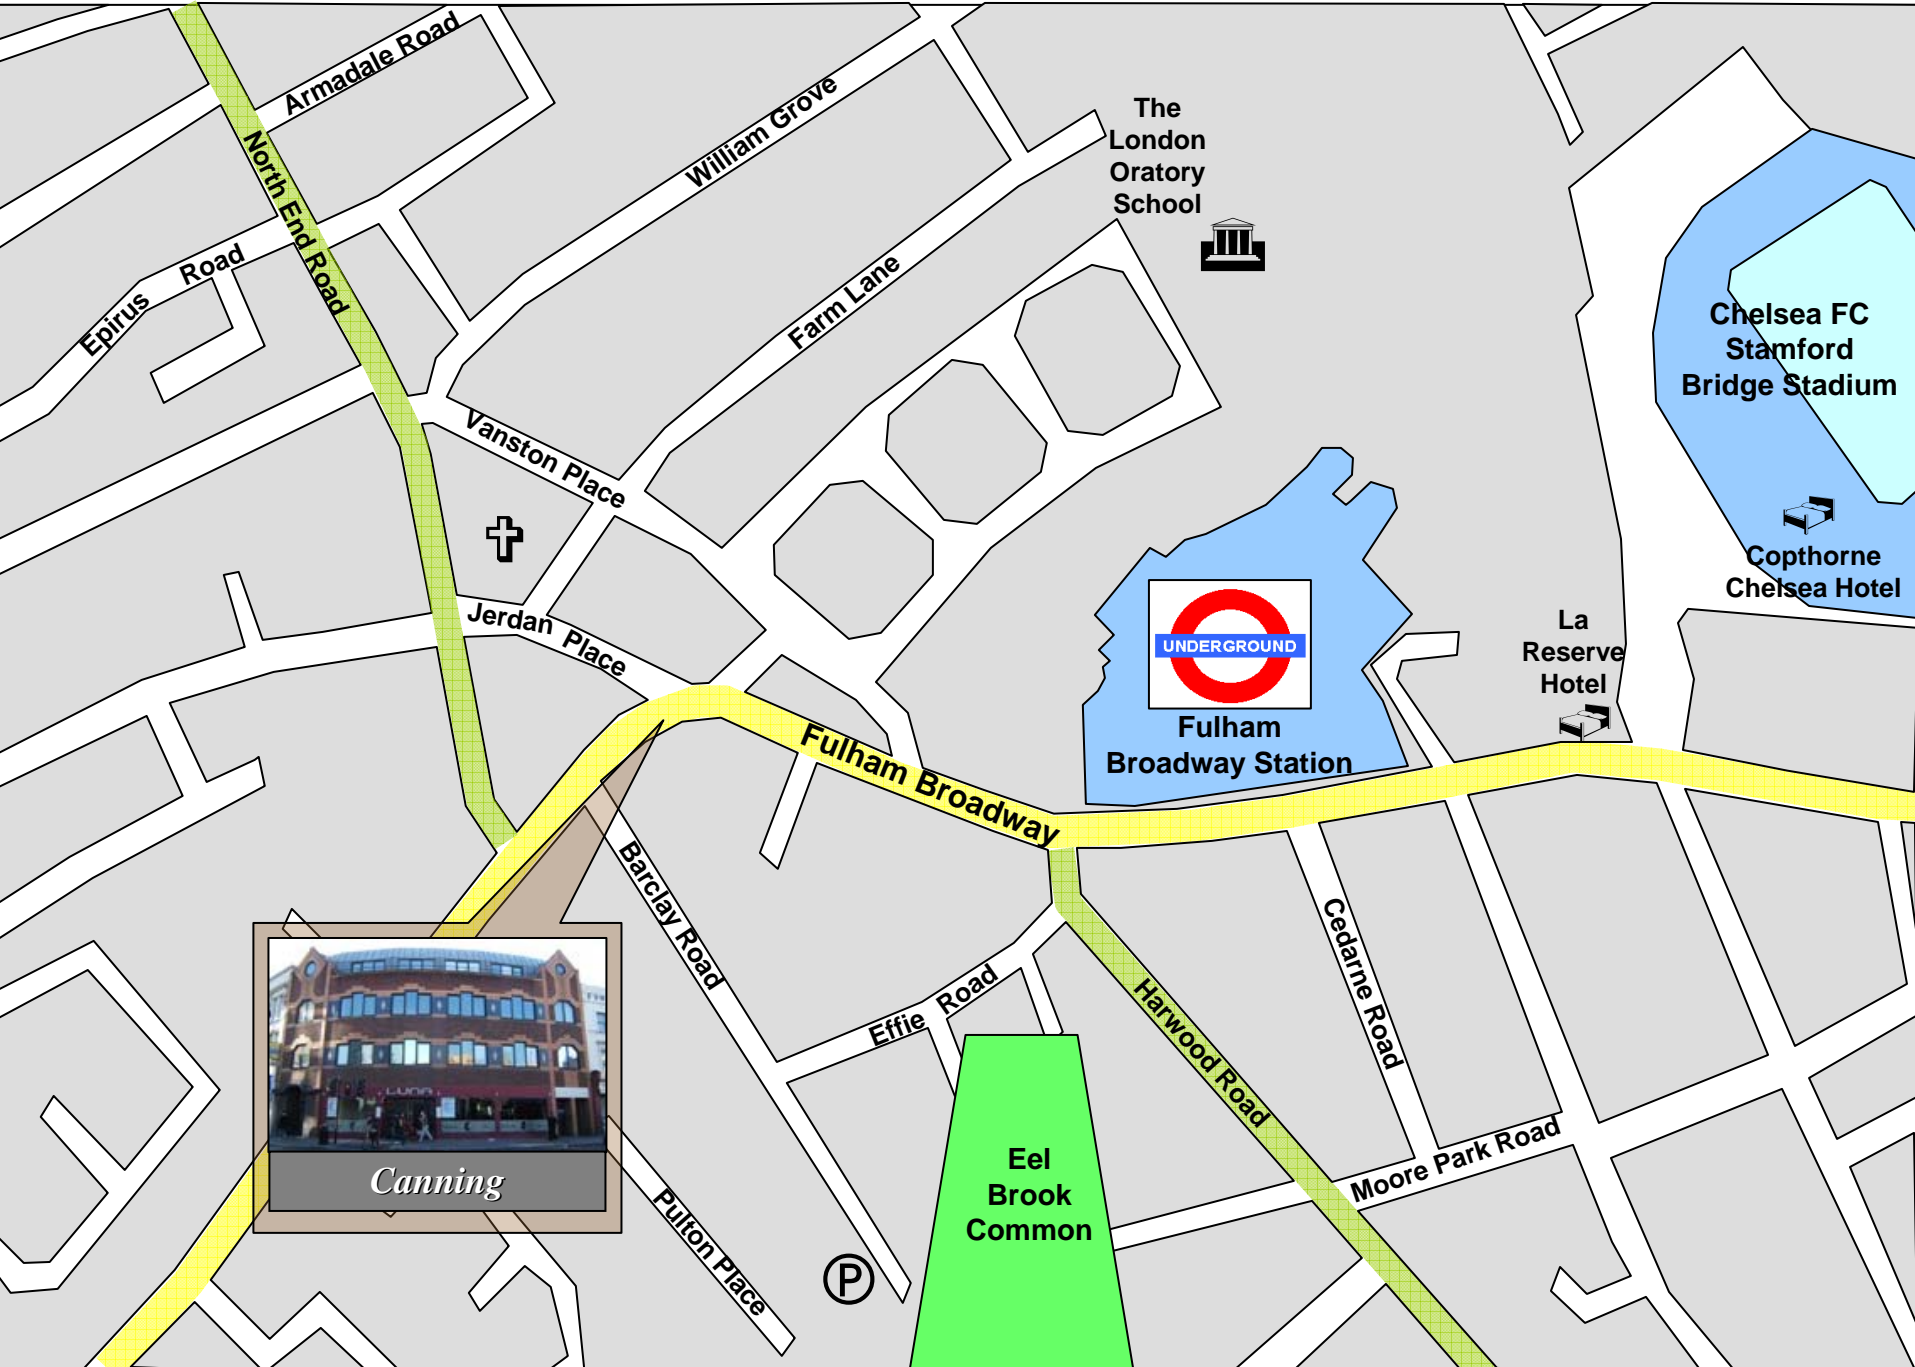 Armadale Road
North End Road
William Grove
The
London
Oratory
School
Epirus Road
Farm Lane
Chelsea FC
Stamford
Bridge Stadium
Vanston Place
Copthorne
Chelsea Hotel
Jerdan Place
UNDERGROUND
Fulham
Broadway Station
La
Reserve
Hotel
Fulham Broadway
Barclay Road
Effie Road
Harwood Road
Cedarne Road
Moore Park Road
Canning
Pulton Place
P
Eel
Brook
Common